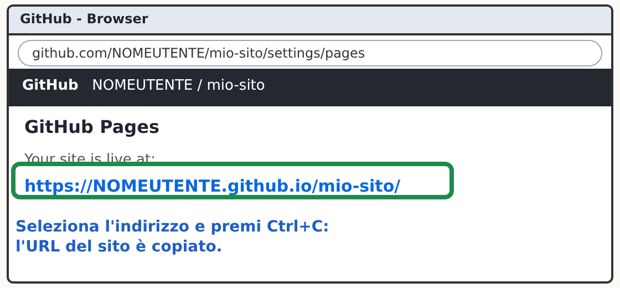 GitHub - Browser
github.com/NOMEUTENTE/mio-sito/settings/pages
GitHub NOMEUTENTE / mio-sito
GitHub Pages
Your site is live at:
https://NOMEUTENTE.github.io/mio-sito/
Seleziona l'indirizzo e premi Ctrl+C:
l'URL del sito è copiato.